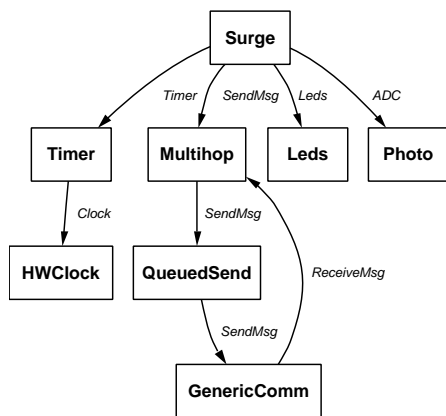 Surge
Timer SendMsg Leds ADC
Timer Multihop Leds Photo
Clock SendMsg
HWClock QueuedSend ReceiveMsg
SendMsg
GenericComm